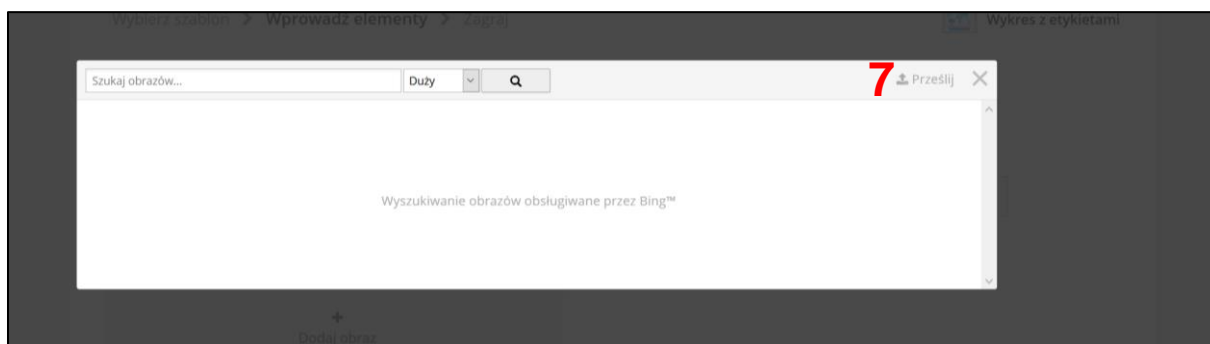 Wybierz szablon > Wprowadź elementy > Zagraj
Wykres z etykietami
Szukaj obrazów... Duży
7 Prześlij
Wyszukiwanie obrazów obsługiwane przez Bing™
Dodaj obraz